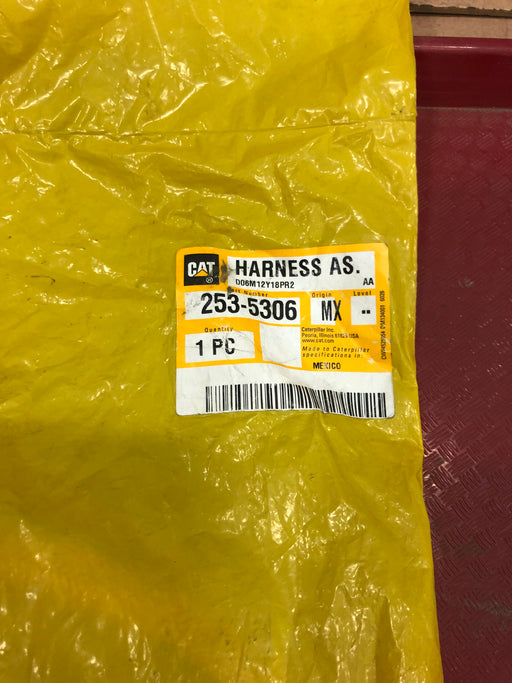 CAT HARNESS AS.
D06M12Y18PR2 AA
Part Number Origin Level
253-5306 MX --
Quantity
1 PC
Caterpillar Inc.
Peoria, Illinois 61629 USA
www.cat.com
Made to Caterpillar
specifications in
MEXICO